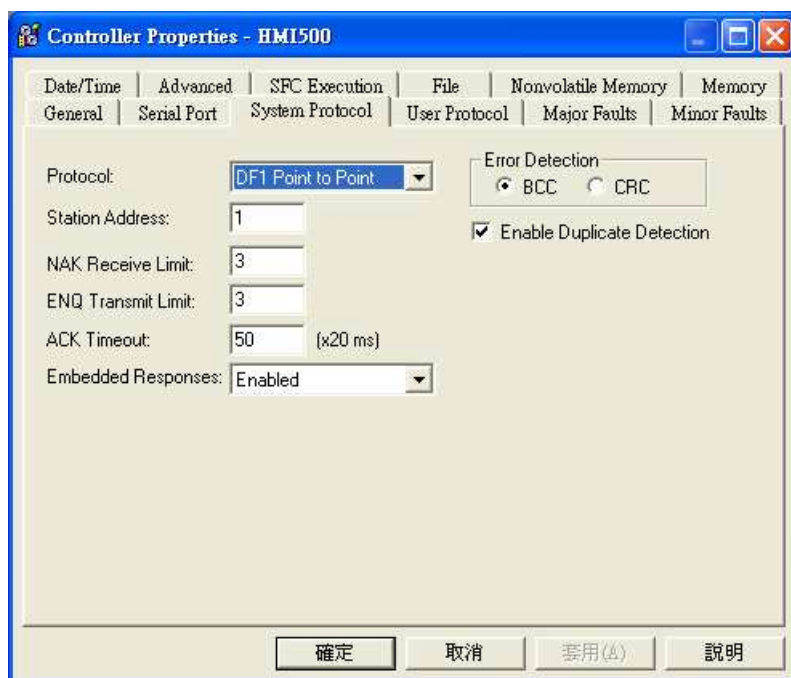 Controller Properties - HMI500
Date/Time Advanced SFC Execution File Nonvolatile Memory Memory
General Serial Port System Protocol User Protocol Major Faults Minor Faults
Protocol: DF1 Point to Point
Error Detection
BCC CRC
Station Address: 1
Enable Duplicate Detection
NAK Receive Limit: 3
ENQ Transmit Limit: 3
ACK Timeout: 50 (x20 ms)
Embedded Responses: Enabled
確定 取消 套用(A) 說明